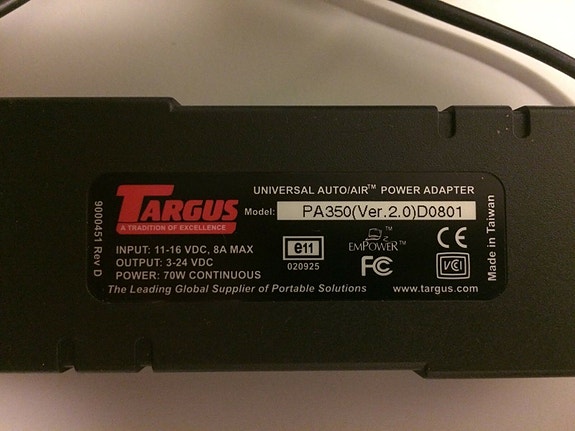 TARGUS
A TRADITION OF EXCELLENCE
UNIVERSAL AUTO/AIR™ POWER ADAPTER
Model: PA350(Ver.2.0)D0801
INPUT: 11-16 VDC, 8A MAX
OUTPUT: 3-24 VDC
POWER: 70W CONTINUOUS
e11
020925
EMPOWER™
FC
CE
VCI
The Leading Global Supplier of Portable Solutions
www.targus.com
9000451 Rev D
Made in Taiwan